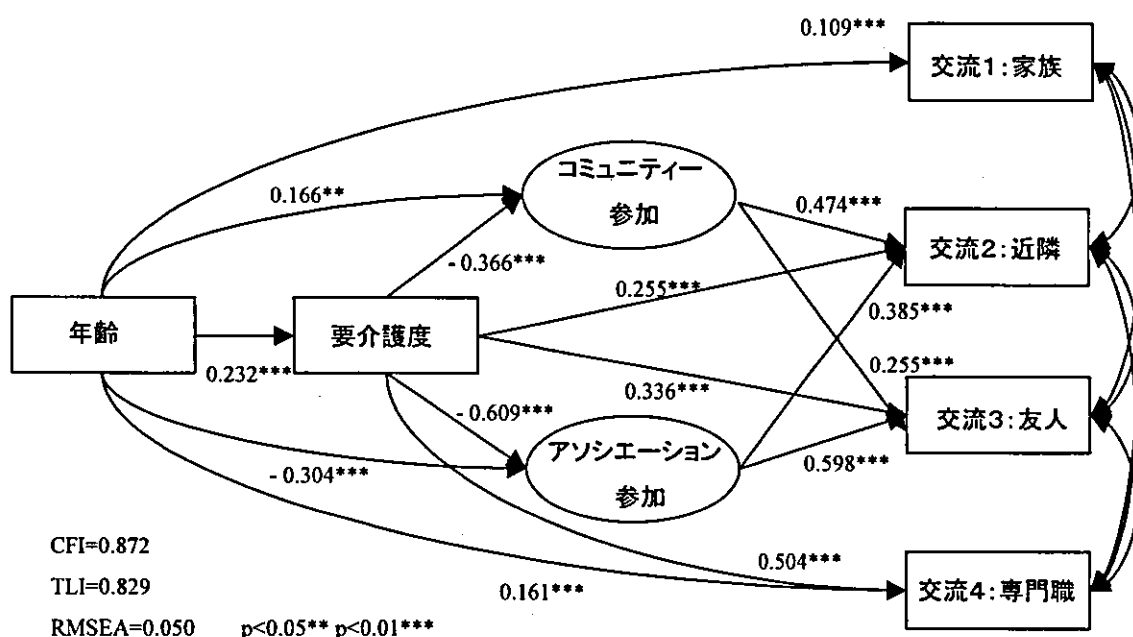 0.109***
交流1:家族
コミュニティー
参加
0.166**
0.474***
交流2:近隣
- 0.366***
0.255***
0.385***
年齢
要介護度
0.232***
0.255***
0.336***
交流3:友人
- 0.609***
アソシエーション
参加
0.598***
- 0.304***
CFI=0.872
0.504***
TLI=0.829
0.161***
交流4:専門職
RMSEA=0.050 p<0.05** p<0.01***